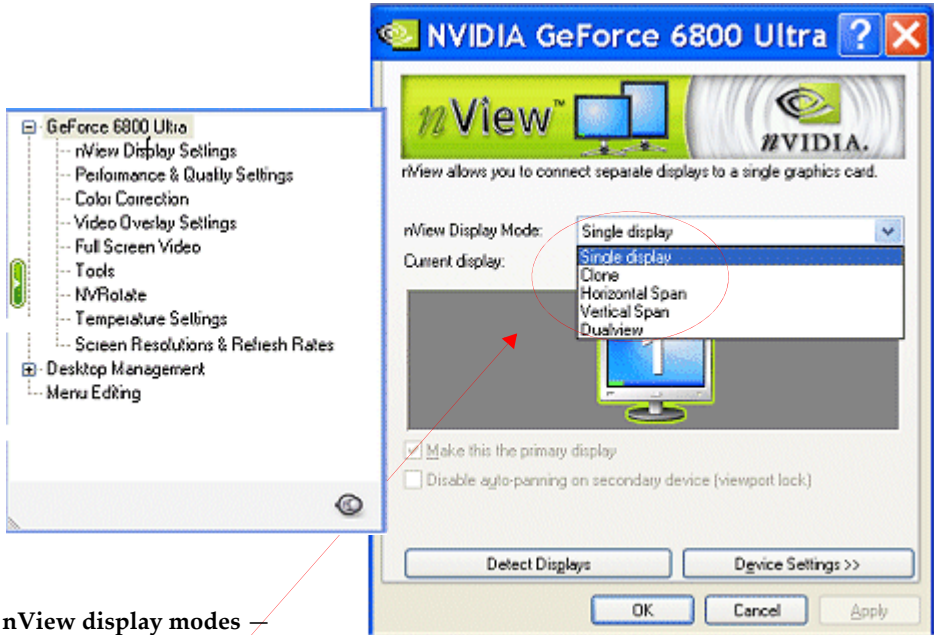 NVIDIA GeForce 6800 Ultra
nView™
nVIDIA.
nView allows you to connect separate displays to a single graphics card.
nView Display Mode:
Single display
Current display:
Single display
Clone
Horizontal Span
Vertical Span
Dualview
1
Make this the primary display
Disable auto-panning on secondary device (viewport lock)
Detect Displays
Device Settings >>
OK
Cancel
Apply
GeForce 6800 Ultra
nView Display Settings
Performance & Quality Settings
Color Correction
Video Overlay Settings
Full Screen Video
Tools
NVRotate
Temperature Settings
Screen Resolutions & Refresh Rates
Desktop Management
Menu Editing
nView display modes —